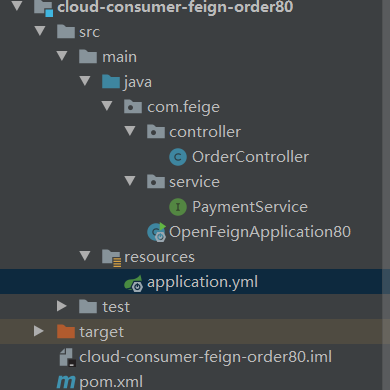 cloud-consumer-feign-order80
src
main
java
com.feige
controller
C OrderController
service
I PaymentService
OpenFeignApplication80
resources
application.yml
test
target
cloud-consumer-feign-order80.iml
m pom.xml